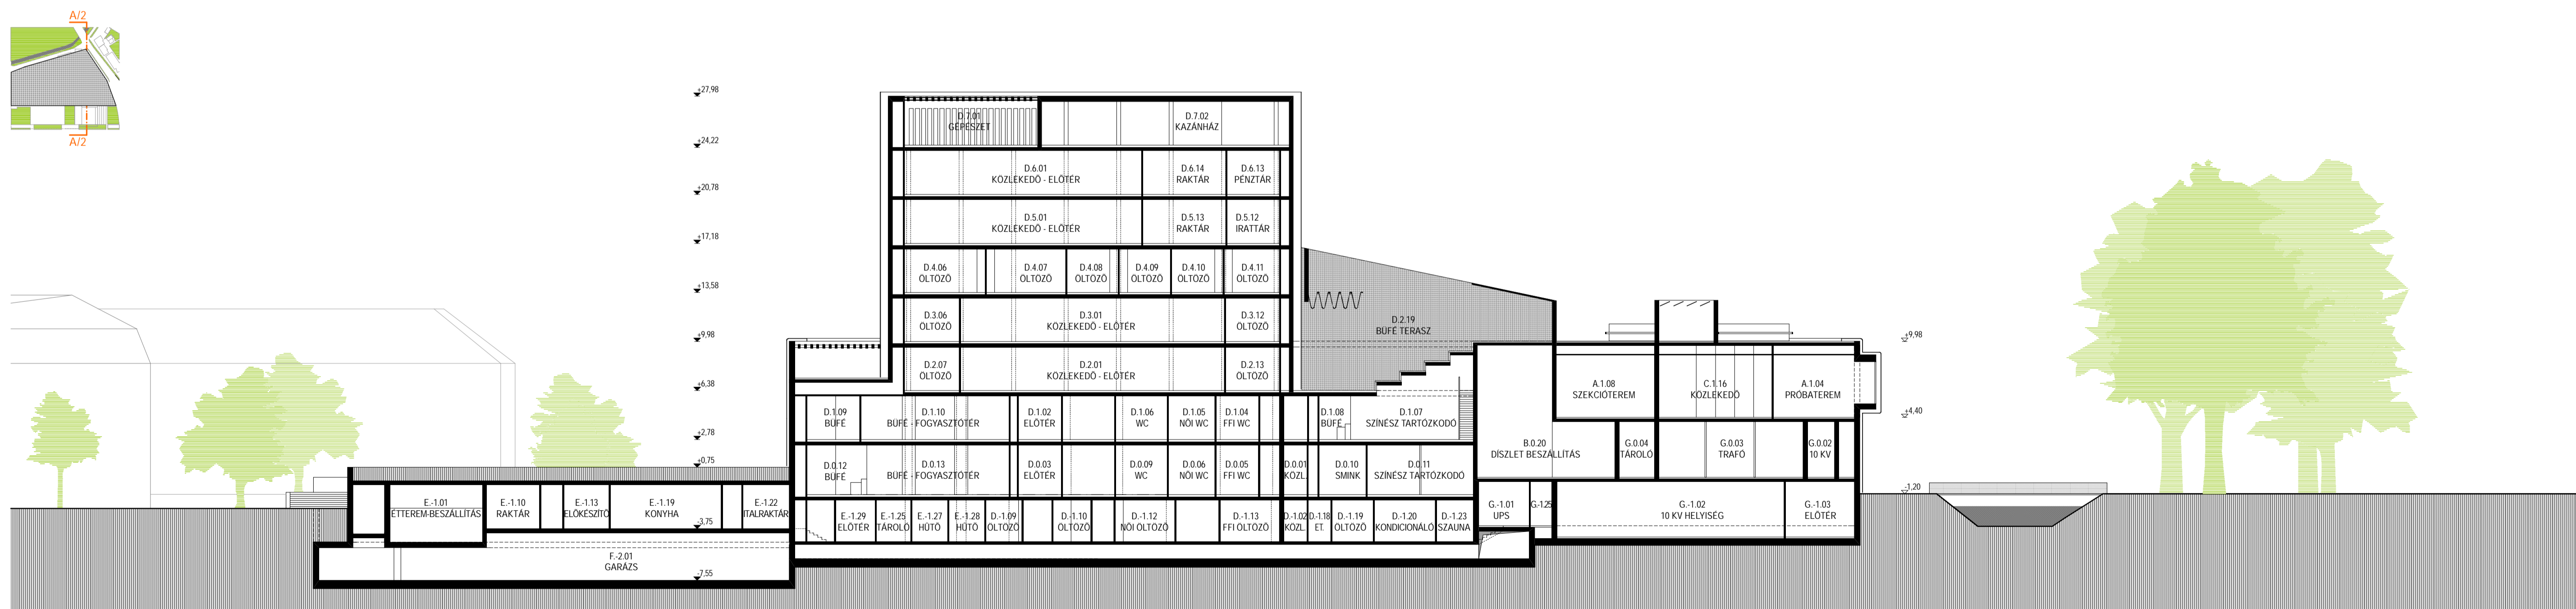 A/2
A/2
+27,98
+24,22
+20,78
+17,18
+13,58
+9,98
+6,38
+2,78
+0,75
-3,75
-7,55
+9,98
+4,40
-1,20
D.7.01
GÉPÉSZET
D.7.02
KAZÁNHÁZ
D.6.01
KÖZLEKEDŐ - ELŐTÉR
D.6.14
RAKTÁR
D.6.13
PÉNZTÁR
D.5.01
KÖZLEKEDŐ - ELŐTÉR
D.5.13
RAKTÁR
D.5.12
IRATTÁR
D.4.06
ÖLTÖZŐ
D.4.07
ÖLTÖZŐ
D.4.08
ÖLTÖZŐ
D.4.09
ÖLTÖZŐ
D.4.10
ÖLTÖZŐ
D.4.11
ÖLTÖZŐ
D.3.06
ÖLTÖZŐ
D.3.01
KÖZLEKEDŐ - ELŐTÉR
D.3.12
ÖLTÖZŐ
D.2.19
BÜFÉ TERASZ
D.2.07
ÖLTÖZŐ
D.2.01
KÖZLEKEDŐ - ELŐTÉR
D.2.13
ÖLTÖZŐ
A.1.08
SZEKCIÓTEREM
C.1.16
KÖZLEKEDŐ
A.1.04
PRÓBATEREM
D.1.09
BÜFÉ
D.1.10
BÜFÉ - FOGYASZTÓTÉR
D.1.02
ELŐTÉR
D.1.06
WC
D.1.05
NŐI WC
D.1.04
FFI WC
D.1.08
BÜFÉ
D.1.07
SZÍNÉSZ TARTÓZKODÓ
D.0.12
BÜFÉ
D.0.13
BÜFÉ - FOGYASZTÓTÉR
D.0.03
ELŐTÉR
D.0.09
WC
D.0.06
NŐI WC
D.0.05
FFI WC
D.0.01
KÖZL.
D.0.10
SMINK
D.0.11
SZÍNÉSZ TARTÓZKODÓ
B.0.20
DÍSZLET BESZÁLLÍTÁS
G.0.04
TÁROLÓ
G.0.03
TRAFÓ
G.0.02
10 KV
E.-1.01
ÉTTEREM-BESZÁLLÍTÁS
E.-1.10
RAKTÁR
E.-1.13
ELŐKÉSZÍTŐ
E.-1.19
KONYHA
E.-1.22
ITALRAKTÁR
E.-1.29
ELŐTÉR
E.-1.25
TÁROLÓ
E.-1.27
HŰTŐ
E.-1.28
HŰTŐ
D.-1.09
ÖLTÖZŐ
D.-1.10
ÖLTÖZŐ
D.-1.12
NŐI ÖLTÖZŐ
D.-1.13
FFI ÖLTÖZŐ
D.-1.02
KÖZL.
D.-1.18
ET.
D.-1.19
ÖLTÖZŐ
D.-1.20
KONDICIONÁLÓ
D.-1.23
SZAUNA
G.-1.01
UPS
G.-1.25
G.-1.02
10 KV HELYISÉG
G.-1.03
ELŐTÉR
F.-2.01
GARÁZS